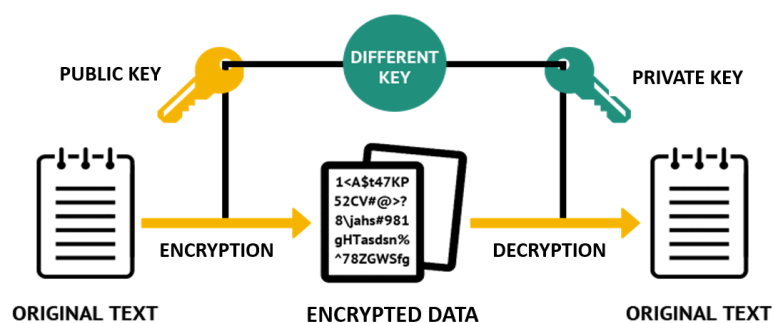 DIFFERENT
KEY
PUBLIC KEY
PRIVATE KEY
1<A$t47KP
52CV#@>?
8\jahs#981
gHTasdsn%
^78ZGWSfg
ENCRYPTION
DECRYPTION
ORIGINAL TEXT
ENCRYPTED DATA
ORIGINAL TEXT